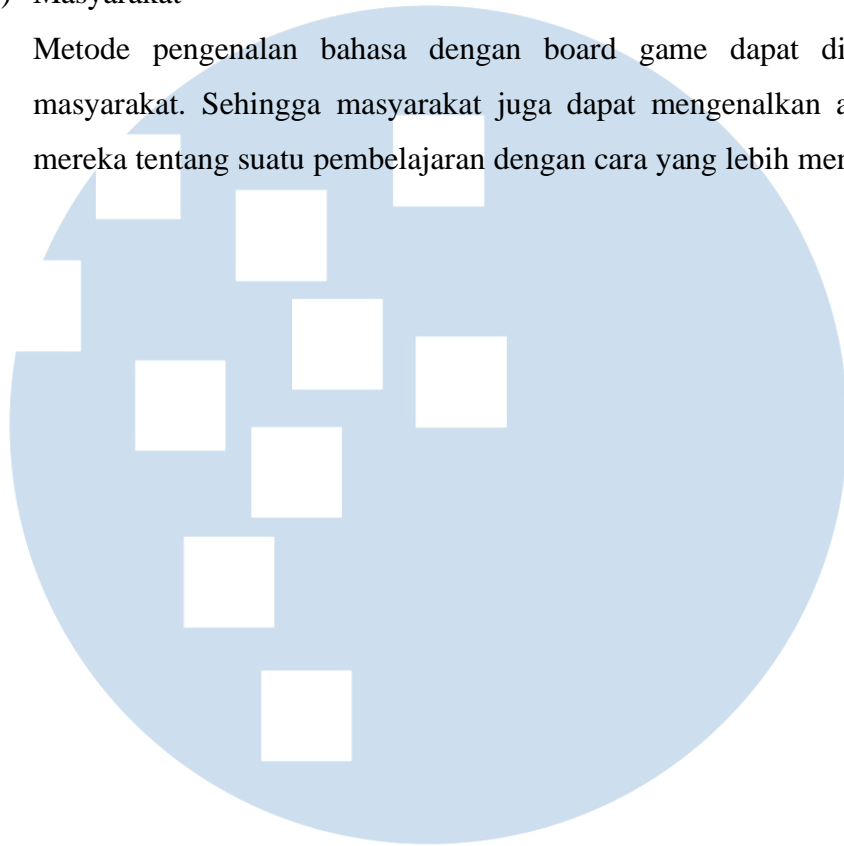 ) Masyarakat
Metode pengenalan bahasa dengan board game dapat
masyarakat. Sehingga masyarakat juga dapat mengenalkan
mereka tentang suatu pembelajaran dengan cara yang lebih